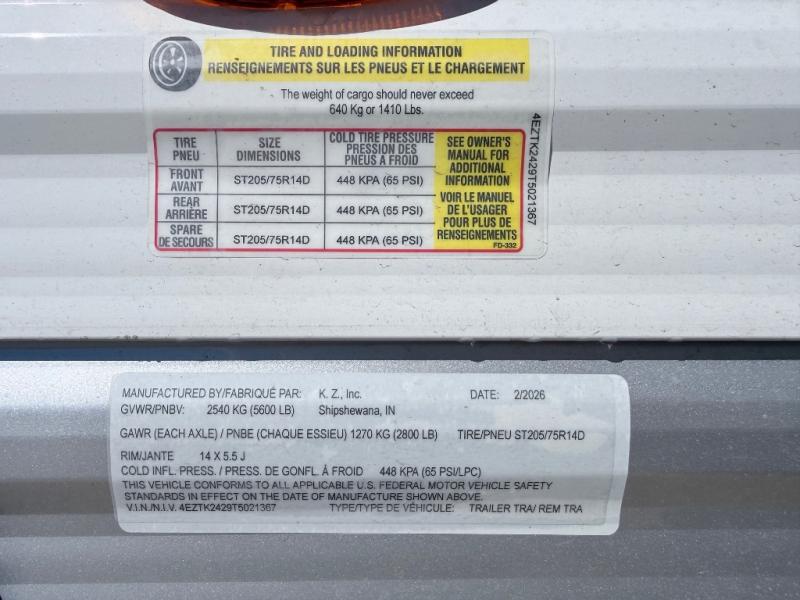 TIRE AND LOADING INFORMATION
RENSEIGNEMENTS SUR LES PNEUS ET LE CHARGEMENT
The weight of cargo should never exceed
640 Kg or 1410 Lbs.
TIRE PNEU SIZE DIMENSIONS COLD TIRE PRESSURE PRESSION DES PNEUS A FROID
FRONT AVANT ST205/75R14D 448 KPA (65 PSI)
REAR ARRIÈRE ST205/75R14D 448 KPA (65 PSI)
SPARE DE SECOURS ST205/75R14D 448 KPA (65 PSI)
SEE OWNER'S
MANUAL FOR
ADDITIONAL
INFORMATION
VOIR LE MANUEL
DE L'USAGER
POUR PLUS DE
RENSEIGNEMENTS
FD-332
4EZTK2429T5021367
MANUFACTURED BY/FABRIQUÉ PAR: K. Z., Inc. DATE: 2/2026
GVWR/PNBV: 2540 KG (5600 LB) Shipshewana, IN
GAWR (EACH AXLE) / PNBE (CHAQUE ESSIEU) 1270 KG (2800 LB) TIRE/PNEU ST205/75R14D
RIM/JANTE 14 X 5.5 J
COLD INFL. PRESS. / PRESS. DE GONFL. À FROID 448 KPA (65 PSI/LPC)
THIS VEHICLE CONFORMS TO ALL APPLICABLE U.S. FEDERAL MOTOR VEHICLE SAFETY
STANDARDS IN EFFECT ON THE DATE OF MANUFACTURE SHOWN ABOVE.
V.I.N./N.I.V. 4EZTK2429T5021367 TYPE/TYPE DE VÉHICULE: TRAILER TRA/ REM TRA